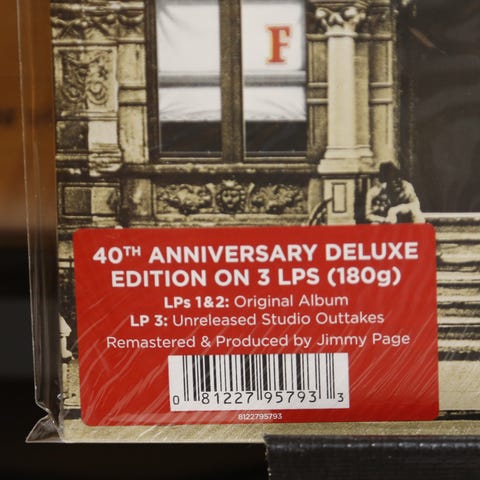 F
40TH ANNIVERSARY DELUXE
EDITION ON 3 LPS (180g)
LPs 1&2: Original Album
LP 3: Unreleased Studio Outtakes
Remastered & Produced by Jimmy Page
0 81227 95793 3
8122795793